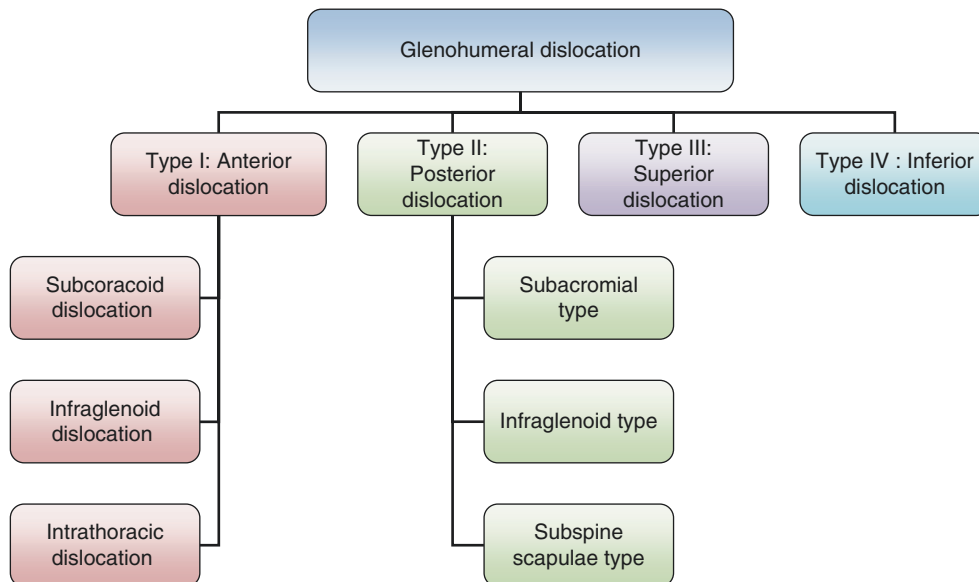 Glenohumeral dislocation
Type I: Anterior
dislocation
Type II:
Posterior
dislocation
Type III:
Superior
dislocation
Type IV : Inferior
dislocation
Subcoracoid
dislocation
Subacromial
type
Infraglenoid
dislocation
Infraglenoid type
Intrathoracic
dislocation
Subspine
scapulae type